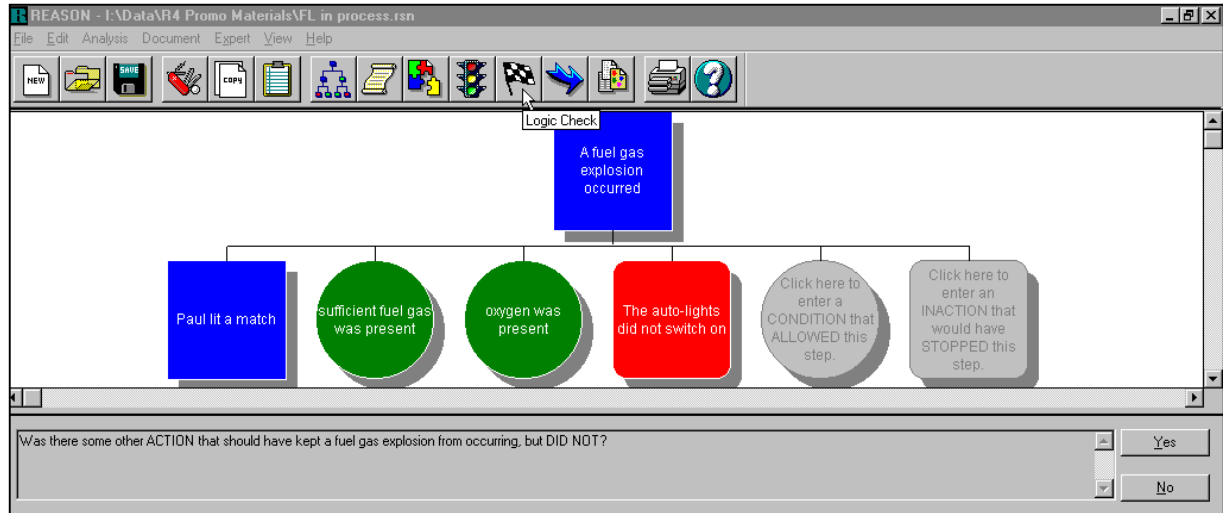 REASON - I:\Data\R4 Promo Materials\FL in process.rsn
File Edit Analysis Document Expert View Help
NEW SAVE COPY
Logic Check
A fuel gas
explosion
occurred
Paul lit a match
sufficient fuel gas
was present
oxygen was
present
The auto-lights
did not switch on
Click here to
enter a
CONDITION that
ALLOWED this
step.
Click here to
enter an
INACTION that
would have
STOPPED this
step.
Was there some other ACTION that should have kept a fuel gas explosion from occurring, but DID NOT?
Yes
No